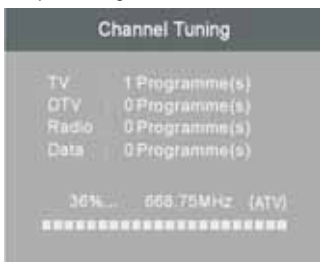 Channel Tuning
TV : 1 Programme(s)
DTV : 0 Programme(s)
Radio : 0 Programme(s)
Data : 0 Programme(s)
36%... 668.75MHz (ATV)